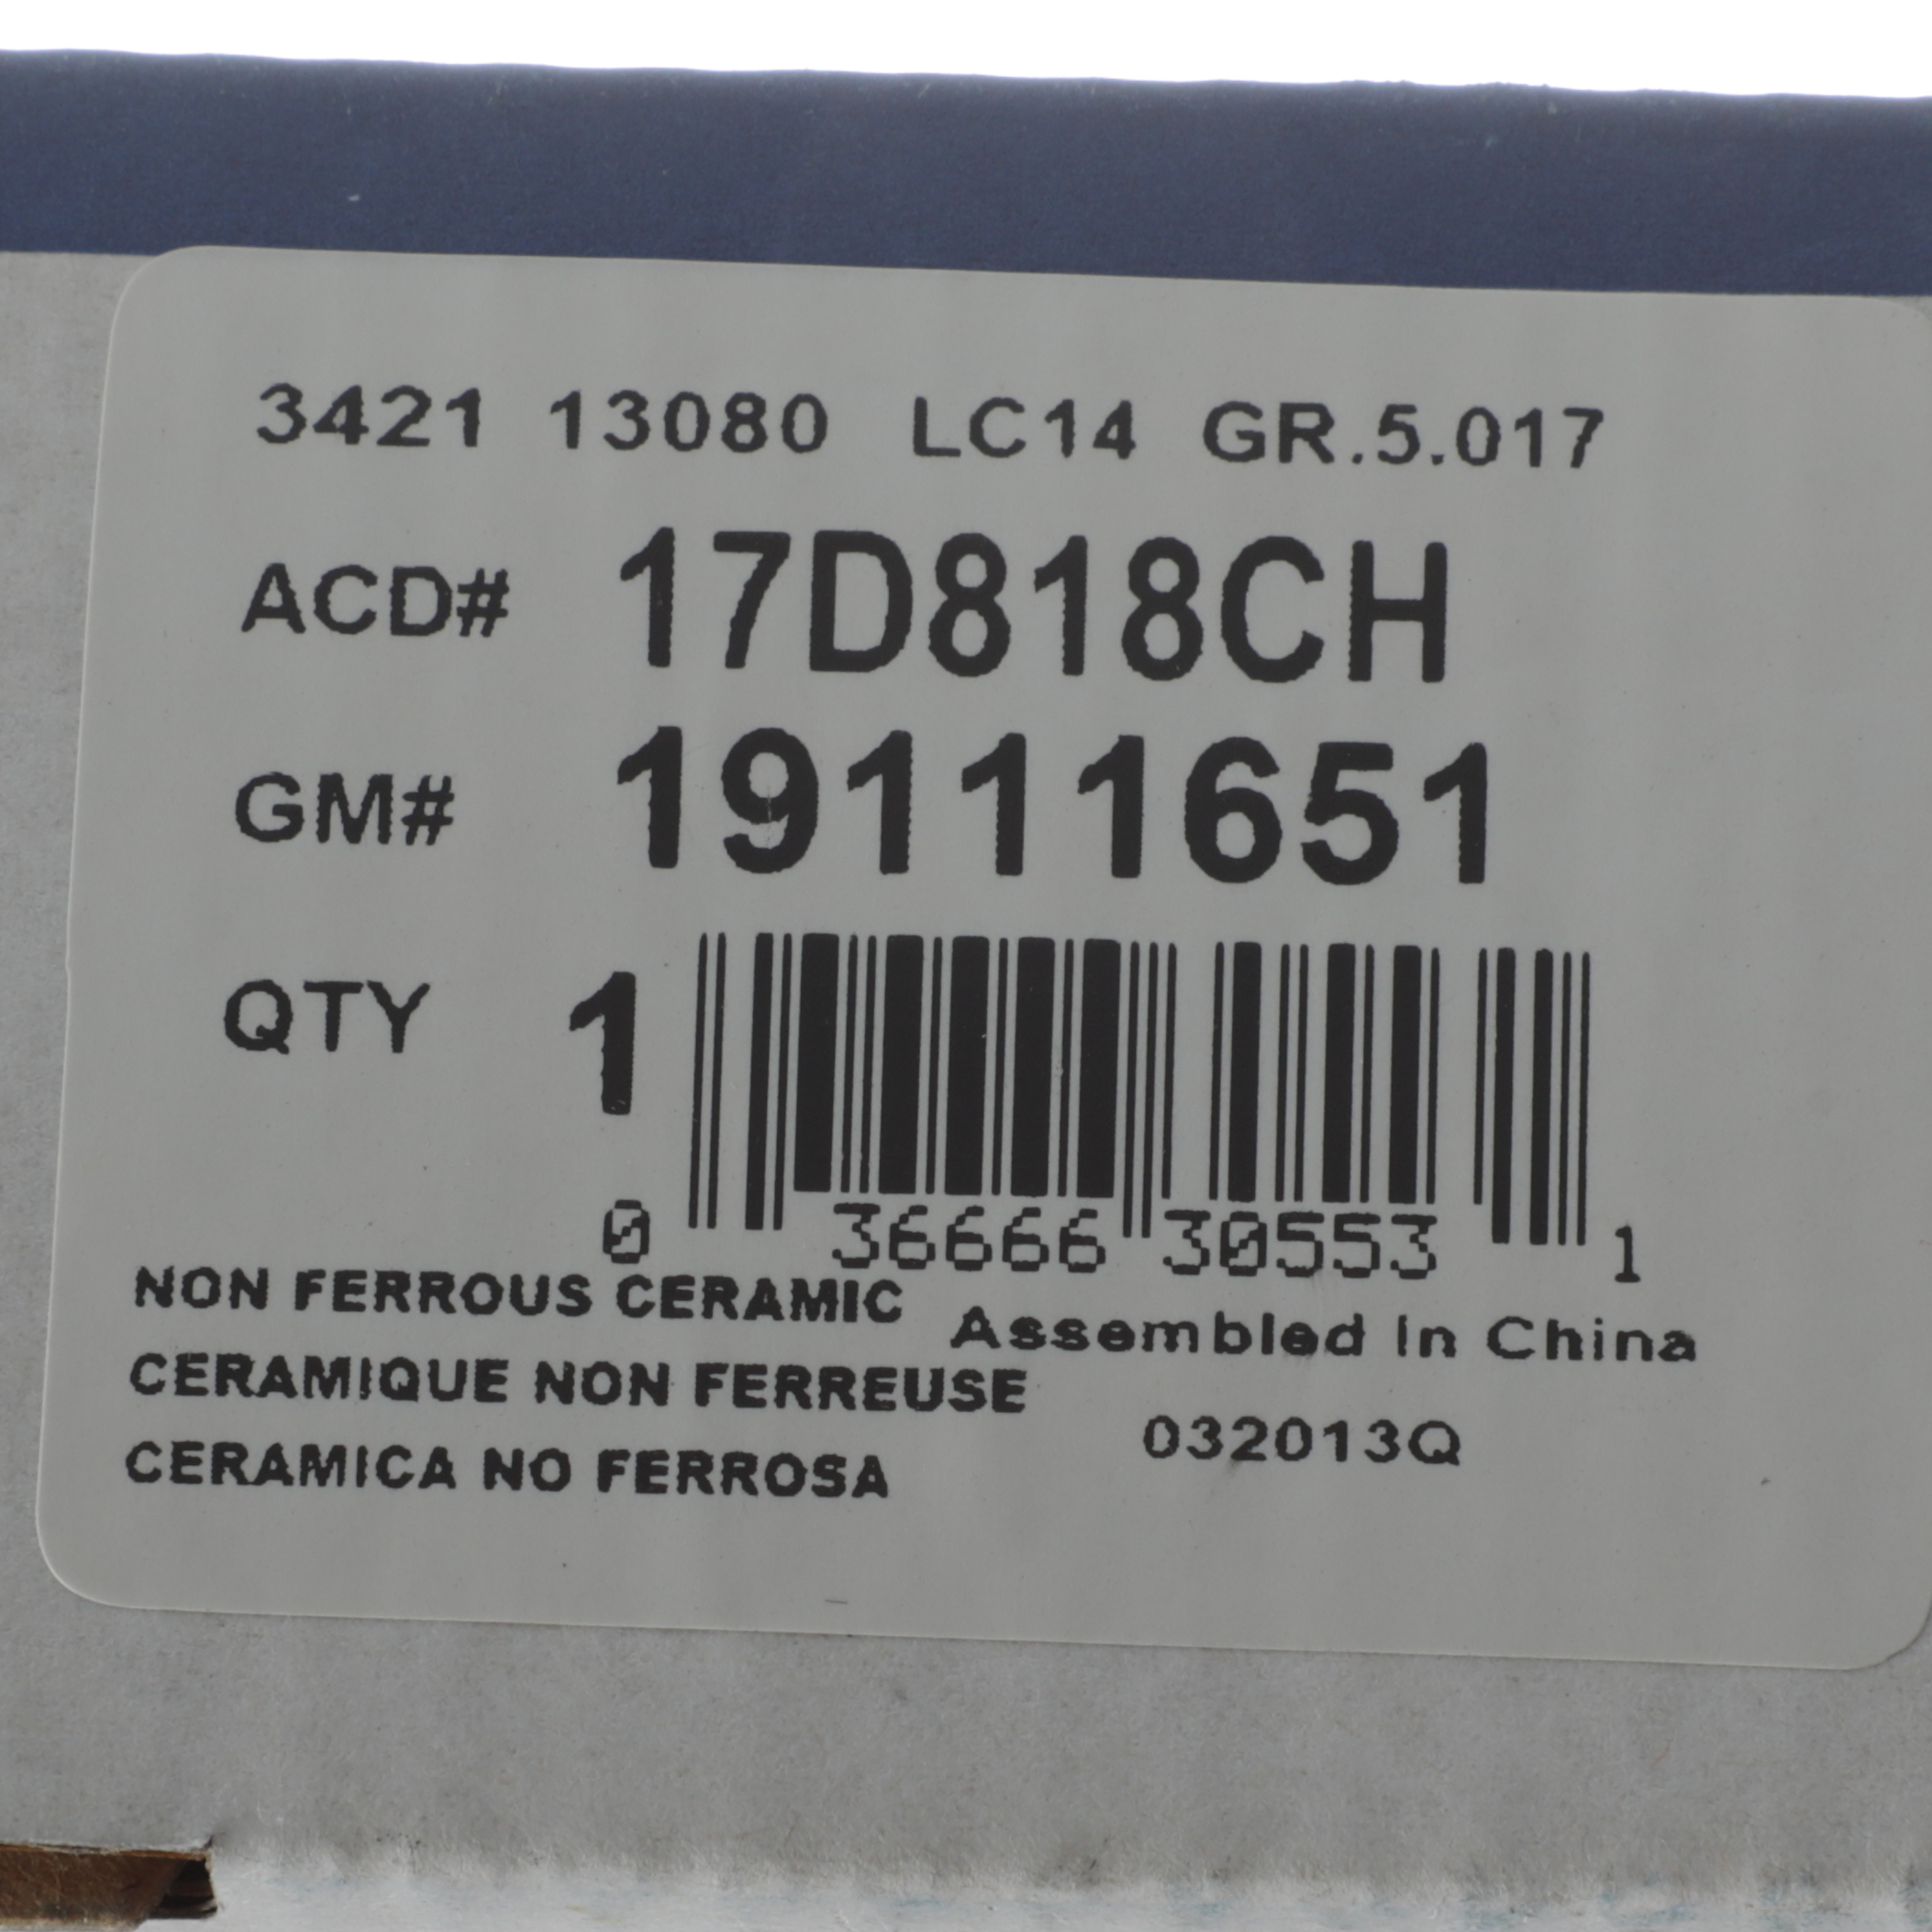 3421 13080 LC14 GR.5.017
ACD# 17D818CH
GM# 19111651
QTY 1
0 36666 30553 1
NON FERROUS CERAMIC
Assembled In China
CERAMIQUE NON FERREUSE
032013Q
CERAMICA NO FERROSA